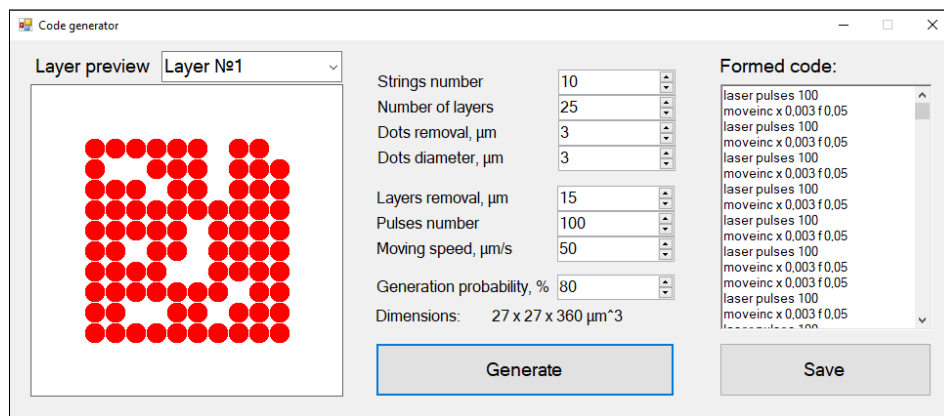 Code generator
Layer preview Layer №1
Strings number 10
Number of layers 25
Dots removal, µm 3
Dots diameter, µm 3
Layers removal, µm 15
Pulses number 100
Moving speed, µm/s 50
Generation probability, % 80
Dimensions: 27 x 27 x 360 µm^3
Generate
Formed code:
laser pulses 100
moveinc x 0,003 f 0,05
laser pulses 100
moveinc x 0,003 f 0,05
laser pulses 100
moveinc x 0,003 f 0,05
laser pulses 100
moveinc x 0,003 f 0,05
laser pulses 100
moveinc x 0,003 f 0,05
laser pulses 100
moveinc x 0,003 f 0,05
laser pulses 100
moveinc x 0,003 f 0,05
laser pulses 100
Save